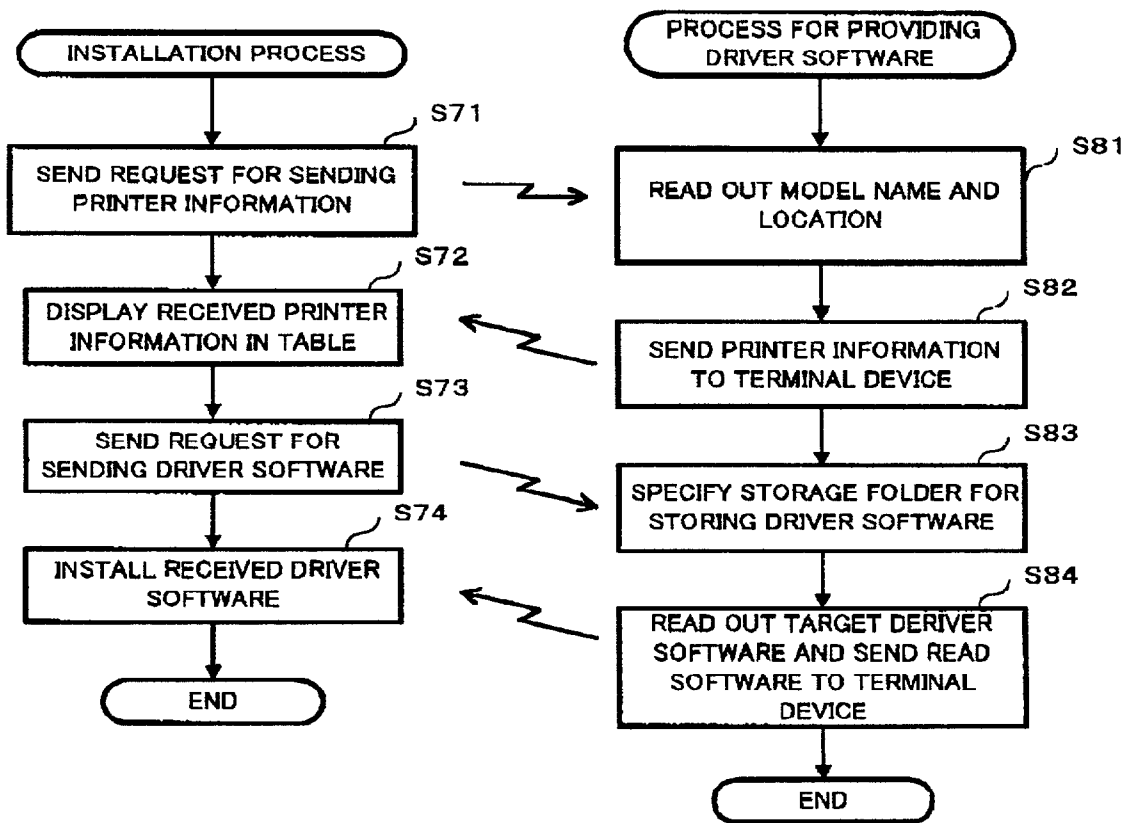 INSTALLATION PROCESS
S71
SEND REQUEST FOR SENDING
PRINTER INFORMATION
S72
DISPLAY RECEIVED PRINTER
INFORMATION IN TABLE
S73
SEND REQUEST FOR
SENDING DRIVER SOFTWARE
S74
INSTALL RECEIVED DRIVER
SOFTWARE
END
PROCESS FOR PROVIDING
DRIVER SOFTWARE
S81
READ OUT MODEL NAME AND
LOCATION
S82
SEND PRINTER INFORMATION
TO TERMINAL DEVICE
S83
SPECIFY STORAGE FOLDER FOR
STORING DRIVER SOFTWARE
S84
READ OUT TARGET DERIVER
SOFTWARE AND SEND READ
SOFTWARE TO TERMINAL
DEVICE
END